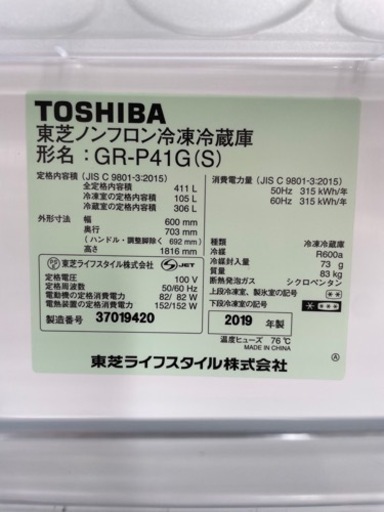 TOSHIBA
東芝ノンフロン冷凍冷蔵庫
形名:GR-P41G(S)
定格内容積 (JIS C 9801-3:2015)
全定格内容積 411 L
冷凍室の定格内容積 105 L
冷蔵室の定格内容積 306 L
外形寸法 幅 600 mm
奥行 703 mm
(ハンドル・調整脚除く 692 mm)
高さ 1816 mm
消費電力量 (JIS C 9801-3:2015)
50Hz 315 kWh/年
60Hz 315 kWh/年
種類 冷凍冷蔵庫
冷媒 R600a
冷媒封入量 73 g
質量 83 kg
断熱発泡ガス シクロペンタン
上段冷凍室、製氷室の記号
下段冷凍室の記号
東芝ライフスタイル株式会社 JET
定格電圧 100 V
定格周波数 50/60 Hz
電動機の定格消費電力 82/ 82 W
電熱装置の定格消費電力 152/152 W
製造番号 37019420
2019 年製
温度ヒューズ 76℃
MADE IN CHINA
東芝ライフスタイル株式会社
Ⓐ